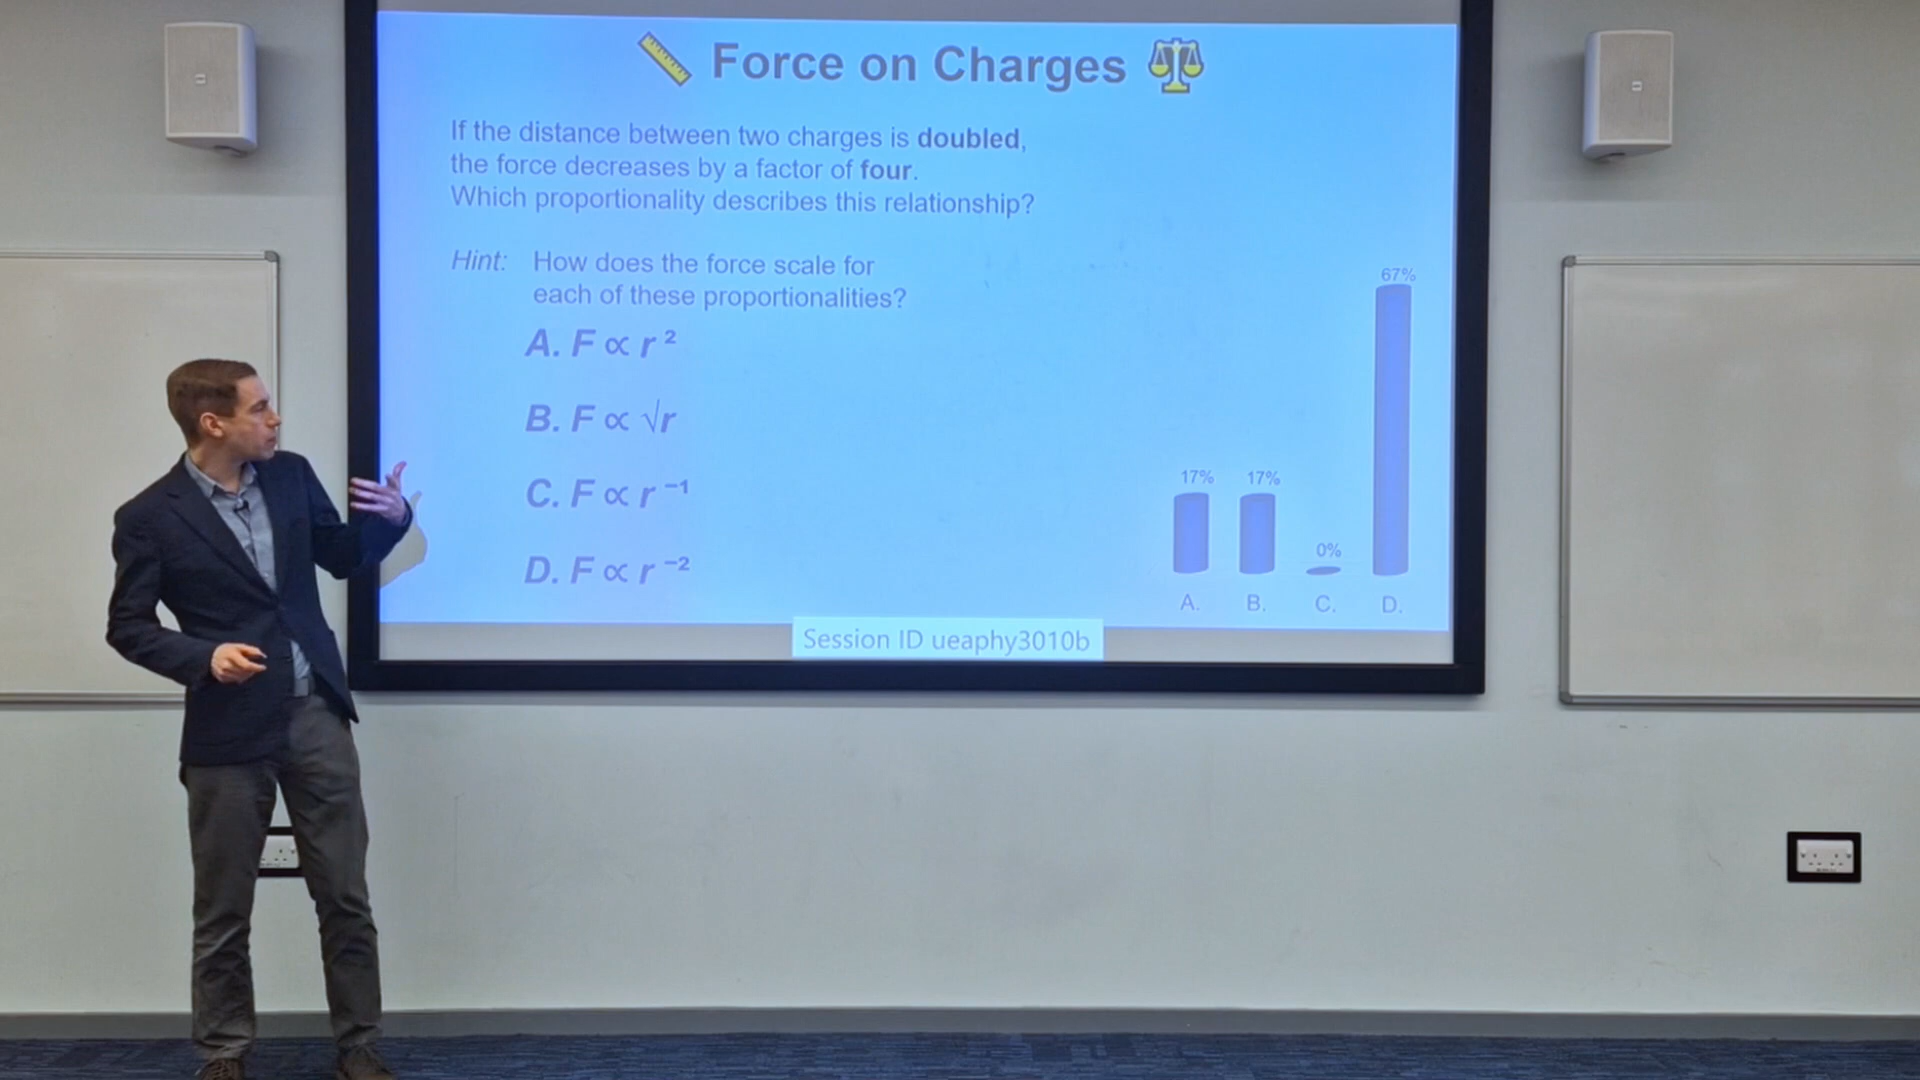 Force on Charges
If the distance between two charges is doubled,
the force decreases by a factor of four.
Which proportionality describes this relationship?
Hint: How does the force scale for
each of these proportionalities?
A. F ∝ r ²
B. F ∝ √r
C. F ∝ r ⁻¹
D. F ∝ r ⁻²
67%
17% 17%
0%
A. B. C. D.
Session ID ueaphy3010b